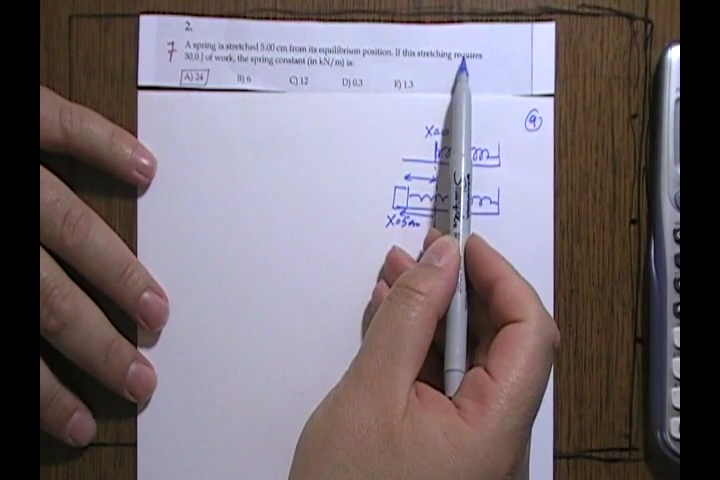 2.
7 A spring is stretched 5.00 cm from its equilibrium position. If this stretching requires
30.0 J of work, the spring constant (in kN/m) is:
A) 24 B) 6 C) 12 D) 0.3 E) 1.3
9
X=0
X=5cm